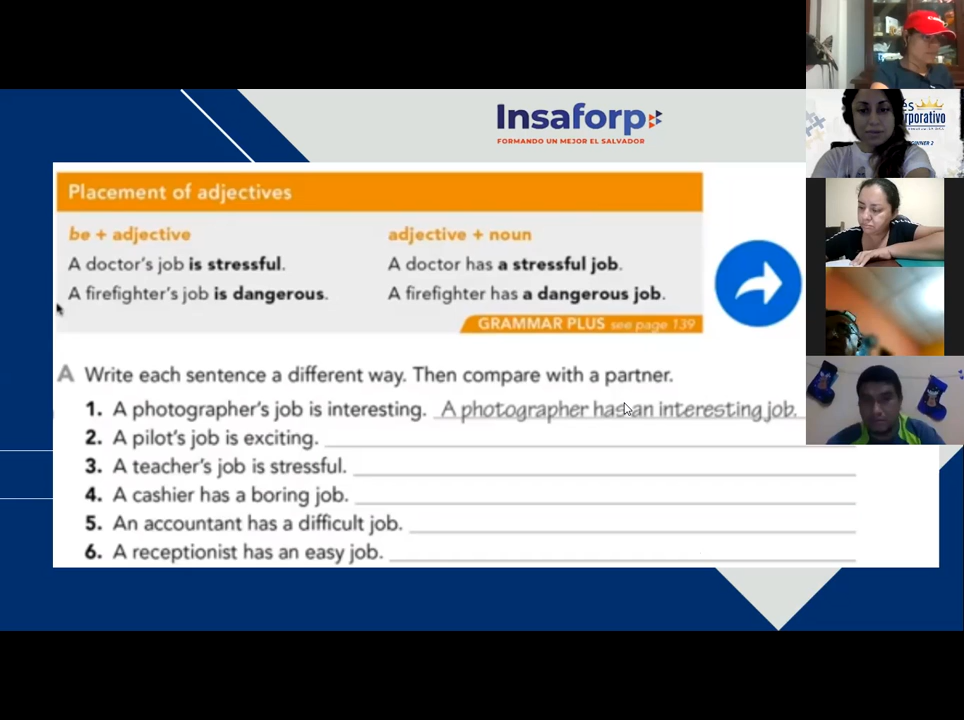 Insaforp
FORMANDO UN MEJOR EL SALVADOR
Placement of adjectives
be + adjective
A doctor's job is stressful.
A firefighter's job is dangerous.
adjective + noun
A doctor has a stressful job.
A firefighter has a dangerous job.
GRAMMAR PLUS see page 139
A Write each sentence a different way. Then compare with a partner.
1. A photographer's job is interesting. A photographer has an interesting job.
2. A pilot's job is exciting.
3. A teacher's job is stressful.
4. A cashier has a boring job.
5. An accountant has a difficult job.
6. A receptionist has an easy job.
és
rporativo